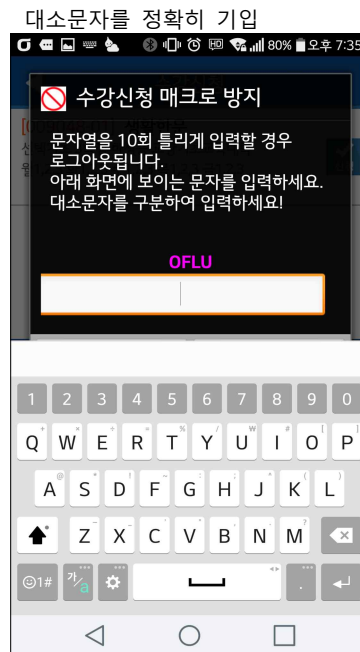 대소문자를 정확히 기입
80% 오후 7:35
수강신청 매크로 방지
문자열을 10회 틀리게 입력할 경우
로그아웃됩니다.
아래 화면에 보이는 문자를 입력하세요.
대소문자를 구분하여 입력하세요!
OFLU
1 2 3 4 5 6 7 8 9 0
Q W E R T Y U I O P
A S D F G H J K L
Z X C V B N M
☺1# 가/a .